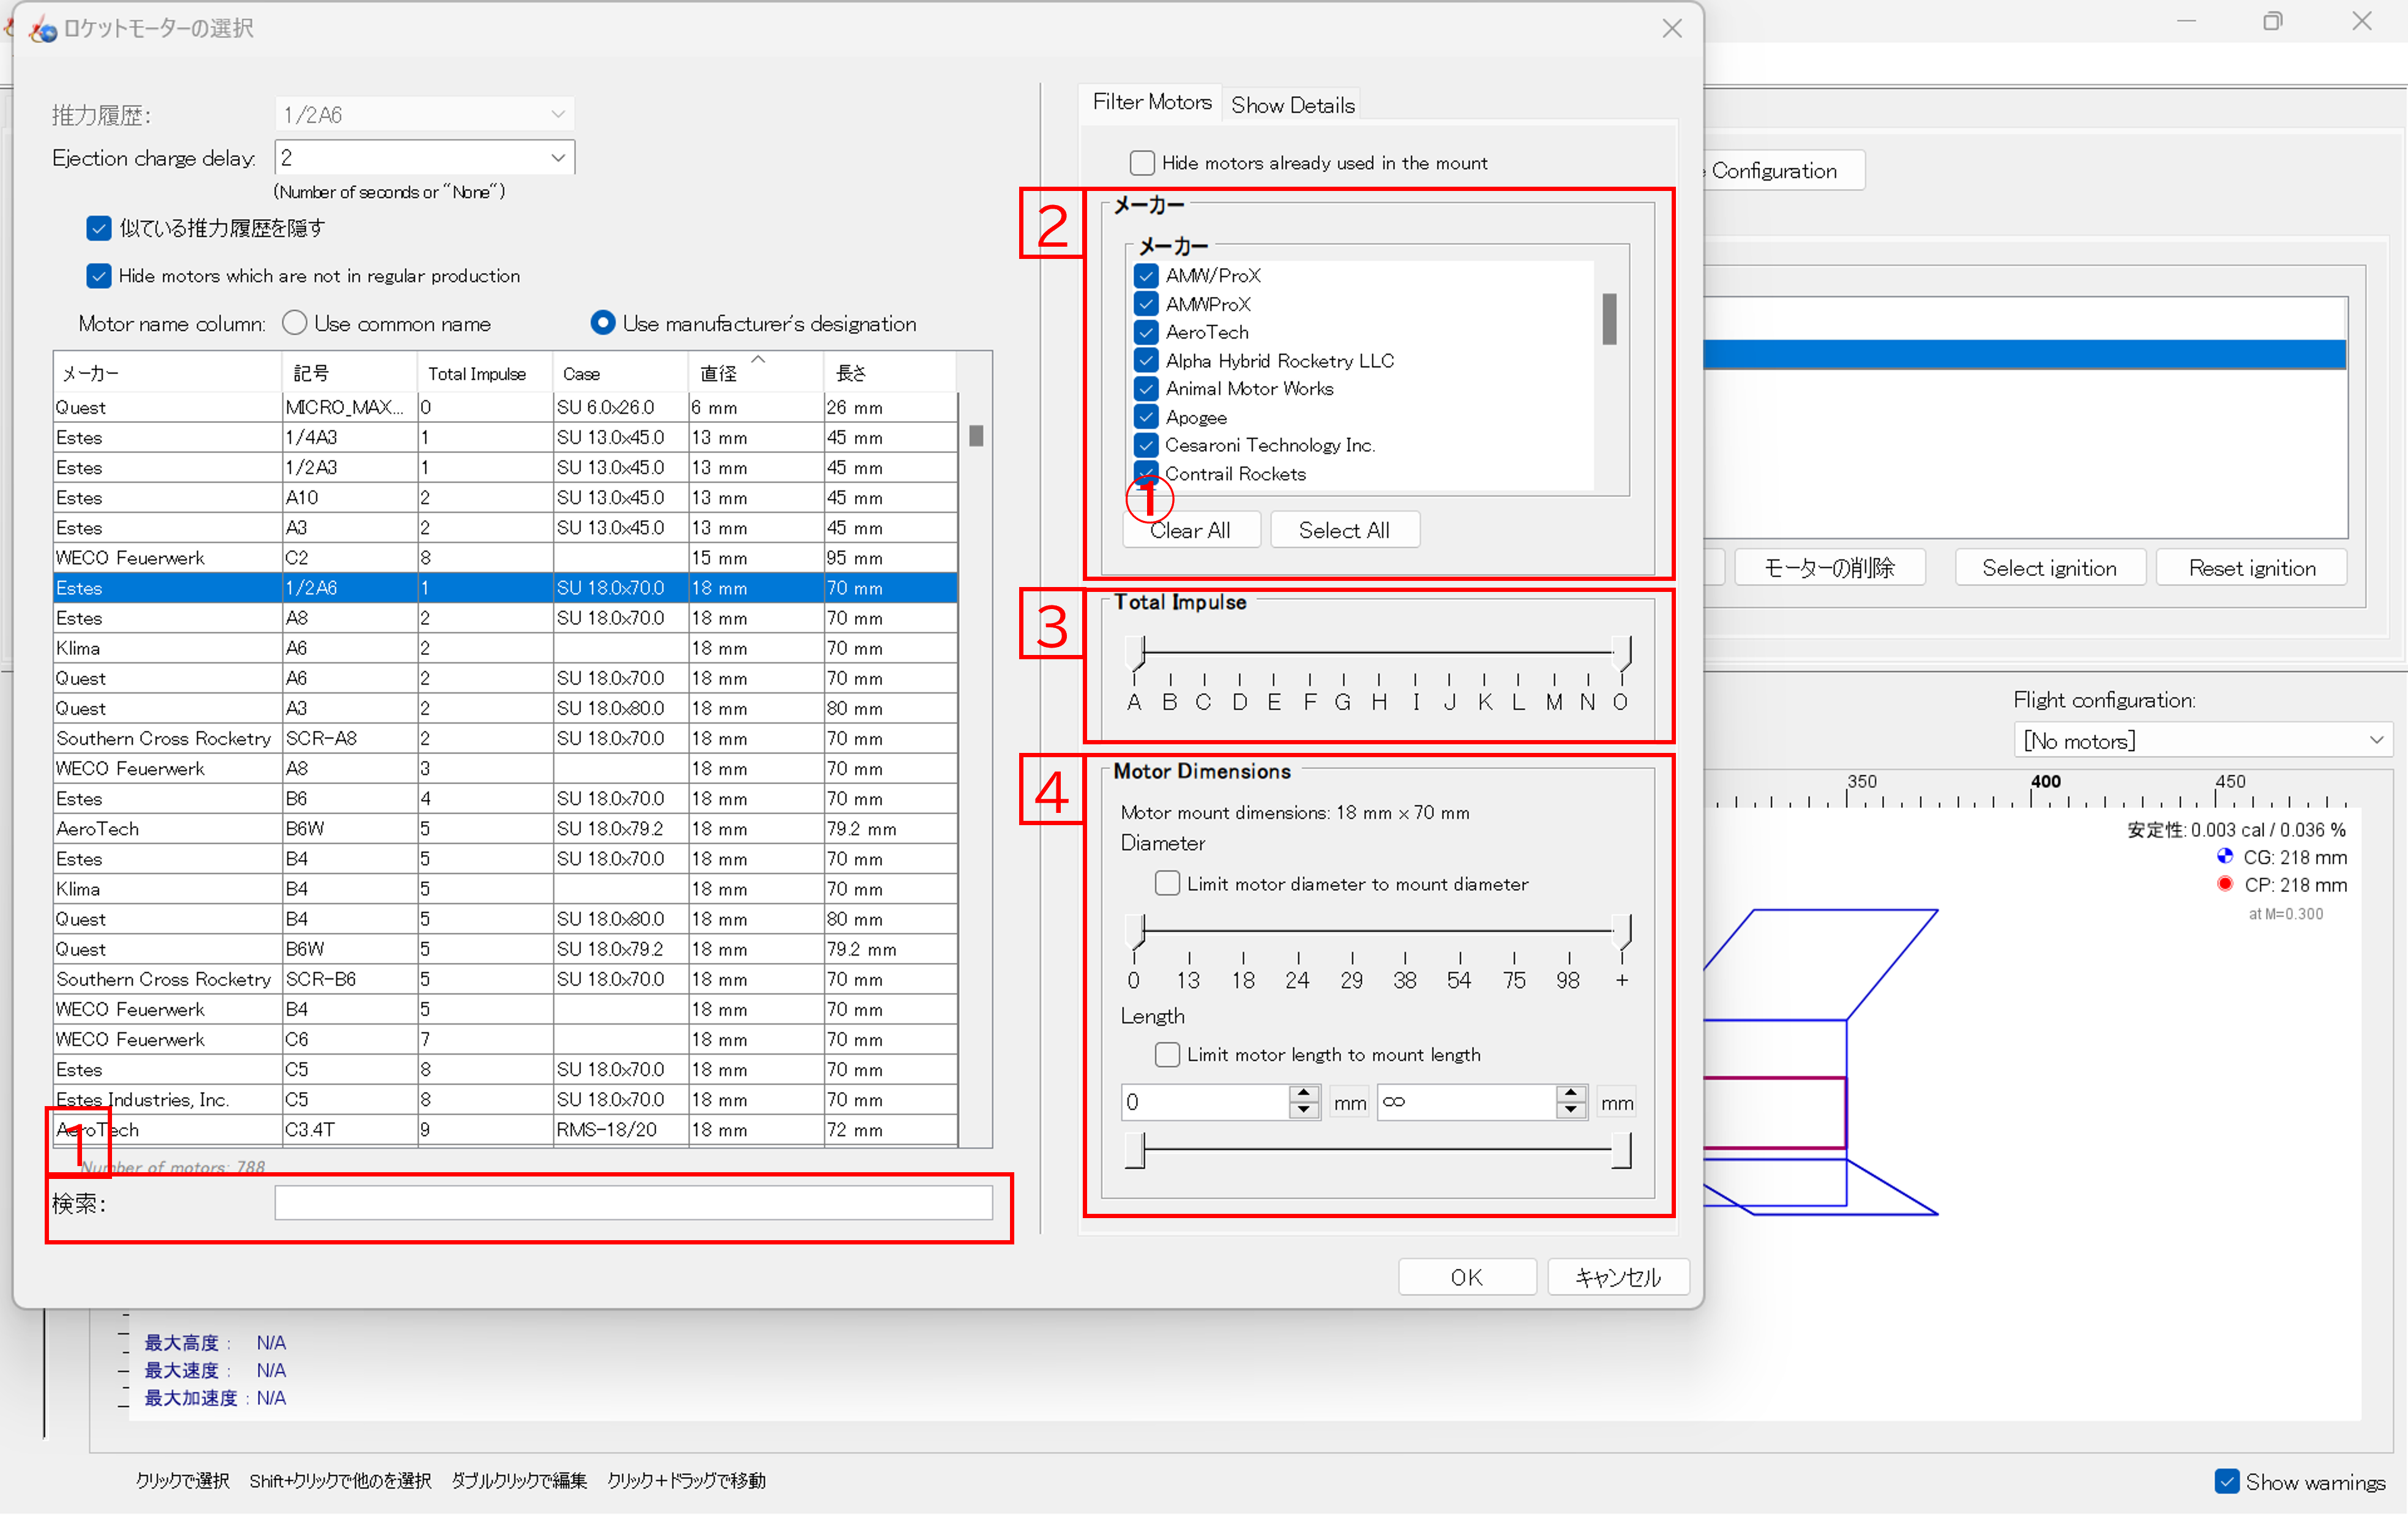 ロケットモーターの選択
推力履歴:
1/2A6
Ejection charge delay:
2
(Number of seconds or "None")
似ている推力履歴を隠す
Hide motors which are not in regular production
Motor name column:
Use common name
Use manufacturer's designation
メーカー 記号 Total Impulse Case 直径 長さ
Quest MICRO_MAX... 0 SU 6.0x26.0 6 mm 26 mm
Estes 1/4A3 1 SU 13.0x45.0 13 mm 45 mm
Estes 1/2A3 1 SU 13.0x45.0 13 mm 45 mm
Estes A10 2 SU 13.0x45.0 13 mm 45 mm
Estes A3 2 SU 13.0x45.0 13 mm 45 mm
WECO Feuerwerk C2 8 15 mm 95 mm
Estes 1/2A6 1 SU 18.0x70.0 18 mm 70 mm
Estes A8 2 SU 18.0x70.0 18 mm 70 mm
Klima A6 2 18 mm 70 mm
Quest A6 2 SU 18.0x70.0 18 mm 70 mm
Quest A3 2 SU 18.0x80.0 18 mm 80 mm
Southern Cross Rocketry SCR-A8 2 SU 18.0x70.0 18 mm 70 mm
WECO Feuerwerk A8 3 18 mm 70 mm
Estes B6 4 SU 18.0x70.0 18 mm 70 mm
AeroTech B6W 5 SU 18.0x79.2 18 mm 79.2 mm
Estes B4 5 SU 18.0x70.0 18 mm 70 mm
Klima B4 5 18 mm 70 mm
Quest B4 5 SU 18.0x80.0 18 mm 80 mm
Quest B6W 5 SU 18.0x79.2 18 mm 79.2 mm
Southern Cross Rocketry SCR-B6 5 SU 18.0x70.0 18 mm 70 mm
WECO Feuerwerk B4 5 18 mm 70 mm
WECO Feuerwerk C6 7 18 mm 70 mm
Estes C5 8 SU 18.0x70.0 18 mm 70 mm
Estes Industries, Inc. C5 8 SU 18.0x70.0 18 mm 70 mm
AeroTech C3.4T 9 RMS-18/20 18 mm 72 mm
1
Number of motors: 788
検索:
Filter Motors
Show Details
Hide motors already used in the mount
2
メーカー
メーカー
AMW/ProX
AMWProX
AeroTech
Alpha Hybrid Rocketry LLC
Animal Motor Works
Apogee
Cesaroni Technology Inc.
Contrail Rockets
①
Clear All
Select All
3
Total Impulse
A B C D E F G H I J K L M N O
4
Motor Dimensions
Motor mount dimensions: 18 mm × 70 mm
Diameter
Limit motor diameter to mount diameter
0 13 18 24 29 38 54 75 98 +
Length
Limit motor length to mount length
0 mm ∞ mm
OK
キャンセル
Configuration
モーターの削除
Select ignition
Reset ignition
Flight configuration:
[No motors]
350 400 450
安定性: 0.003 cal / 0.036 %
CG: 218 mm
CP: 218 mm
at M=0.300
最大高度 : N/A
最大速度 : N/A
最大加速度 : N/A
クリックで選択 Shift+クリックで他のを選択 ダブルクリックで編集 クリック+ドラッグで移動
Show warnings